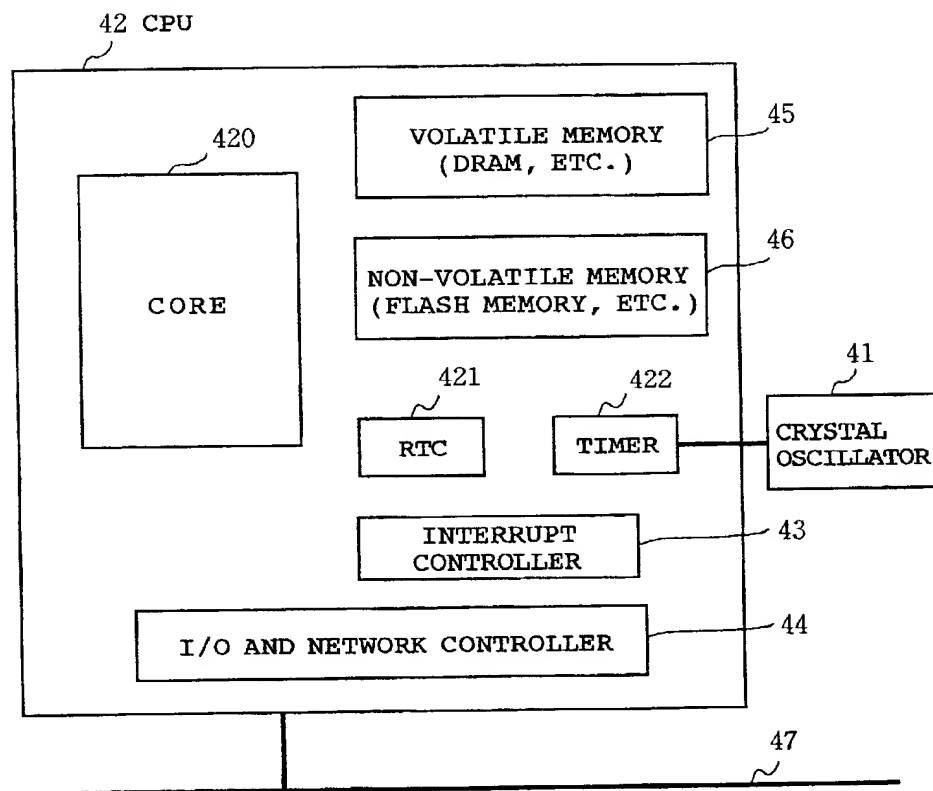 42 CPU
45
VOLATILE MEMORY
(DRAM, ETC.)
420
CORE
46
NON-VOLATILE MEMORY
(FLASH MEMORY, ETC.)
421
RTC
422
TIMER
41
CRYSTAL
OSCILLATOR
43
INTERRUPT
CONTROLLER
44
I/O AND NETWORK CONTROLLER
47